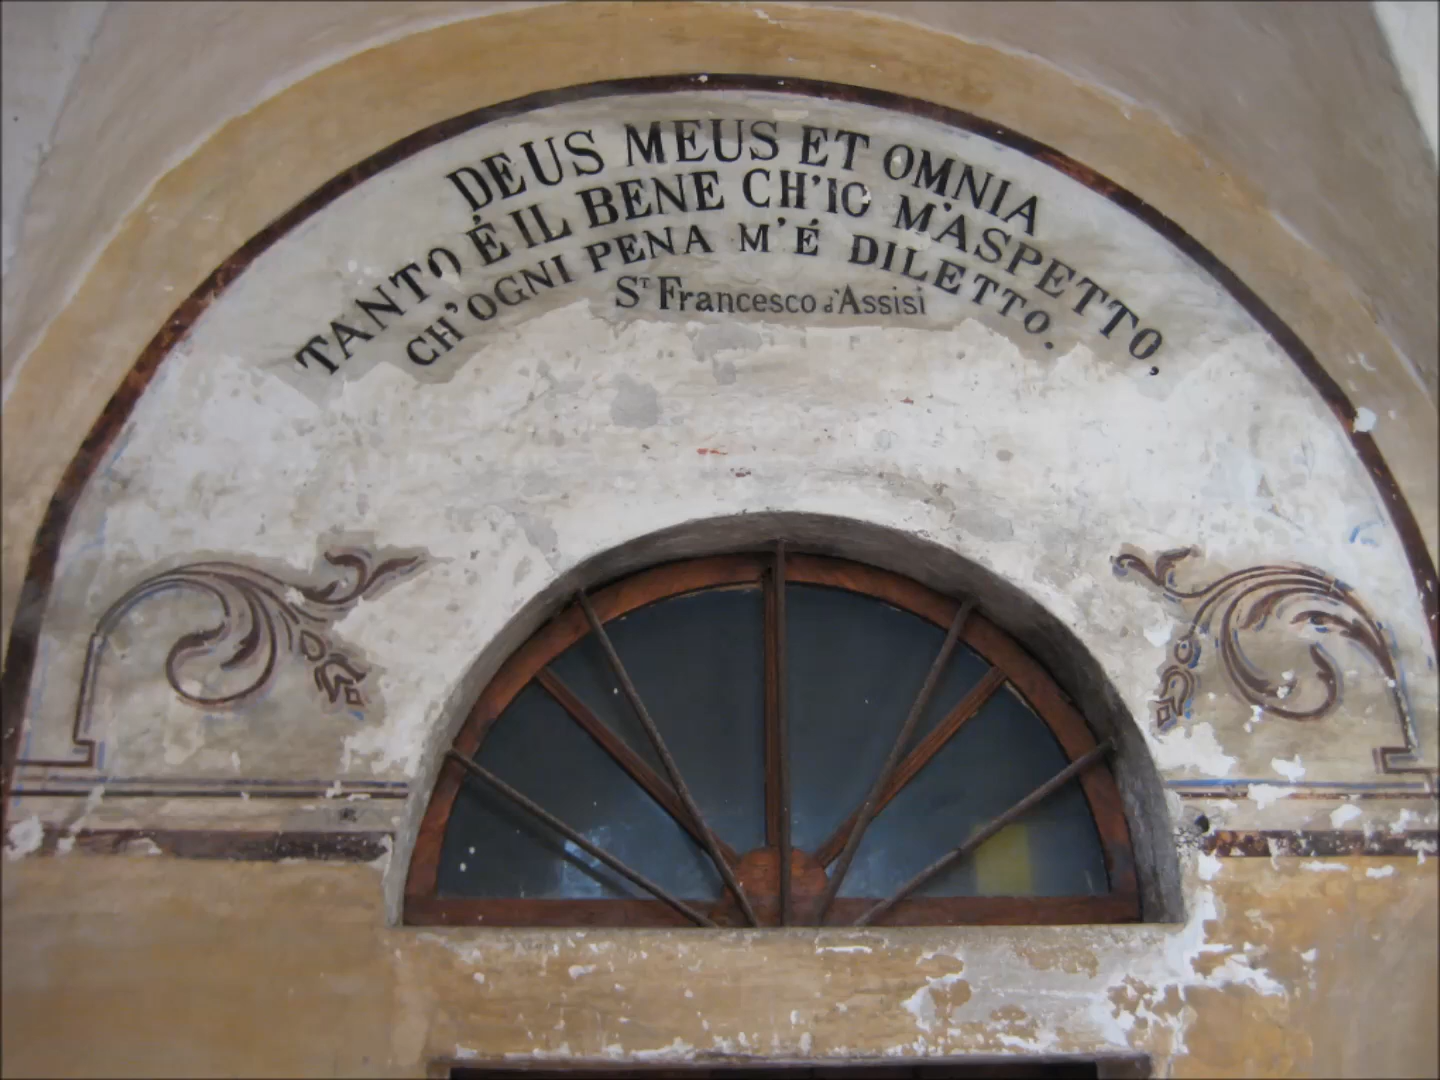 DEUS MEUS ET OMNIA
TANTO É IL BENE CH'IO M'ASPETTO,
CH'OGNI PENA M'É DILETTO.
ST Francesco d'Assisi